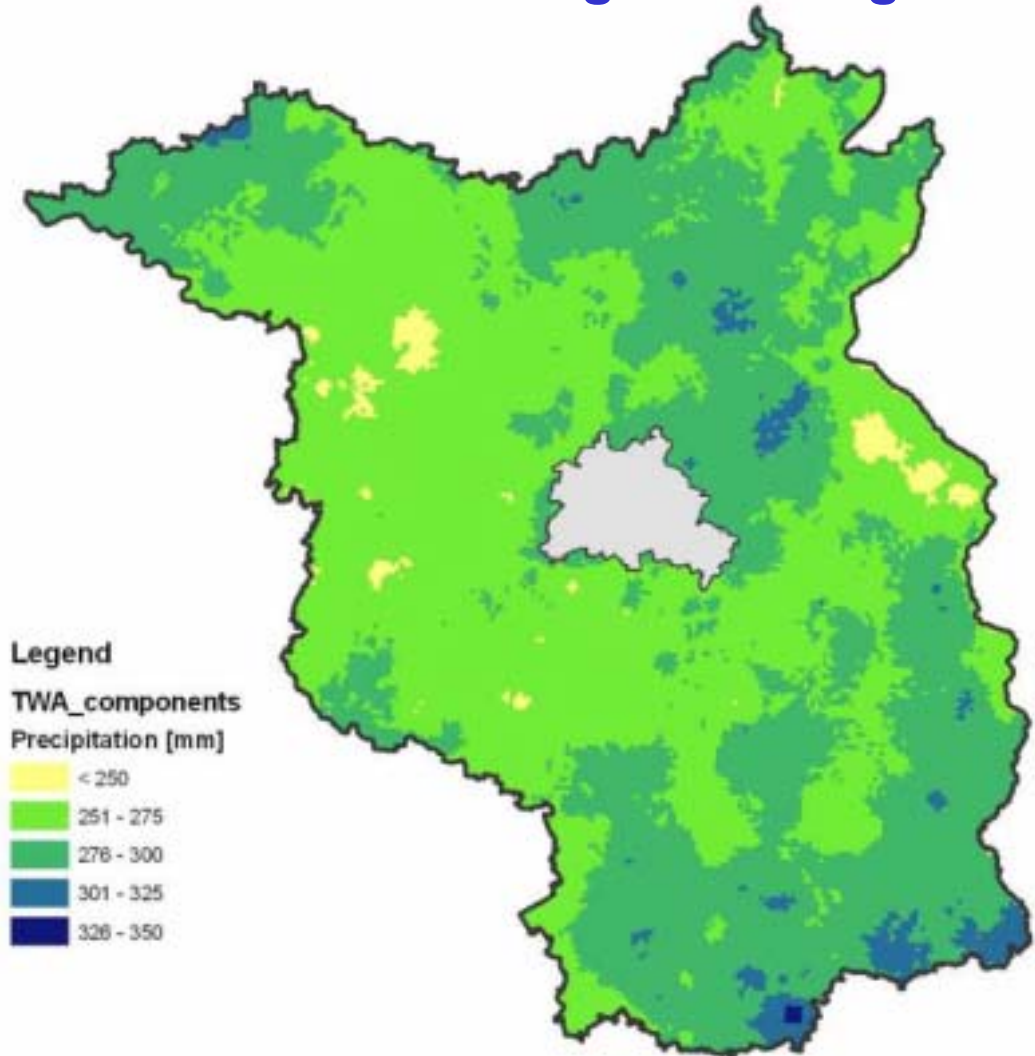 Legend
TWA_components
Precipitation [mm]
< 250
251 - 275
276 - 300
301 - 325
326 - 350